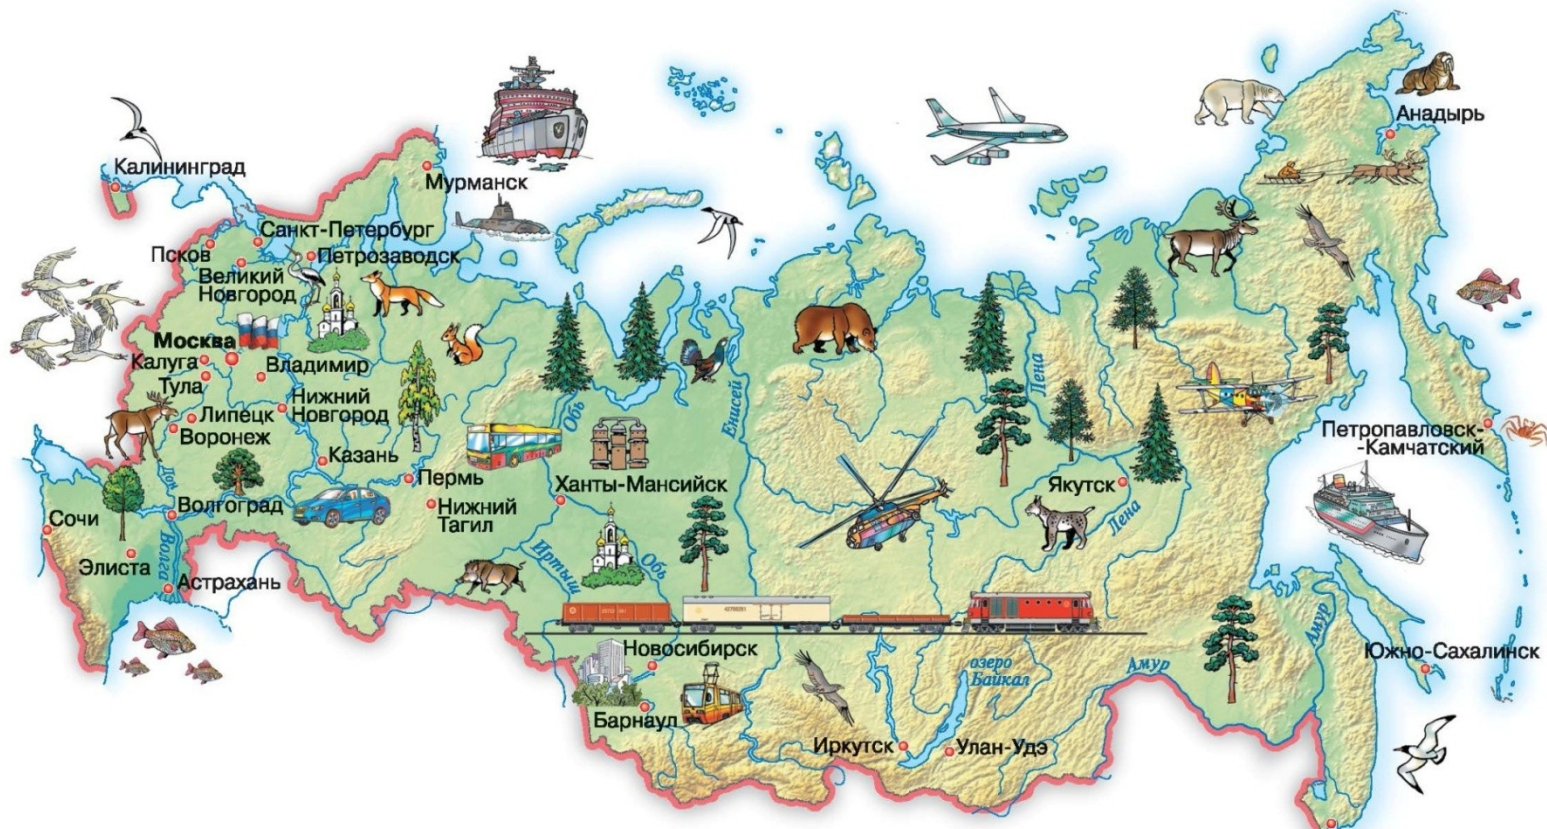 Анадырь
Калининград
Мурманск
Санкт-Петербург
Псков
Петрозаводск
Великий
Новгород
Москва
Калуга
Владимир
Тула
Нижний
Новгород
Липецк
Воронеж
Обь
Енисей
Лена
Петропавловск-
-Камчатский
Казань
Пермь
Дон
Ханты-Мансийск
Якутск
Волгоград
Нижний
Тагил
Сочи
Лена
Элиста
Волга
Астрахань
Иртыш
Обь
Амур
Новосибирск
озеро
Байкал
Амур
Южно-Сахалинск
Барнаул
Иркутск
Улан-Удэ